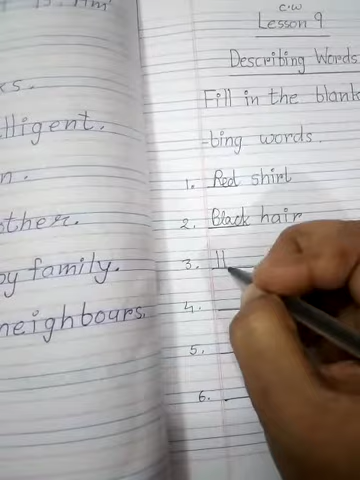 c.w
Lesson 9
Describing Words
Fill in the blank
-bing words.
1. Red shirt
2. Black hair
3.
4.
5.
6.
lligent.
n.
other.
py family.
neighbours.